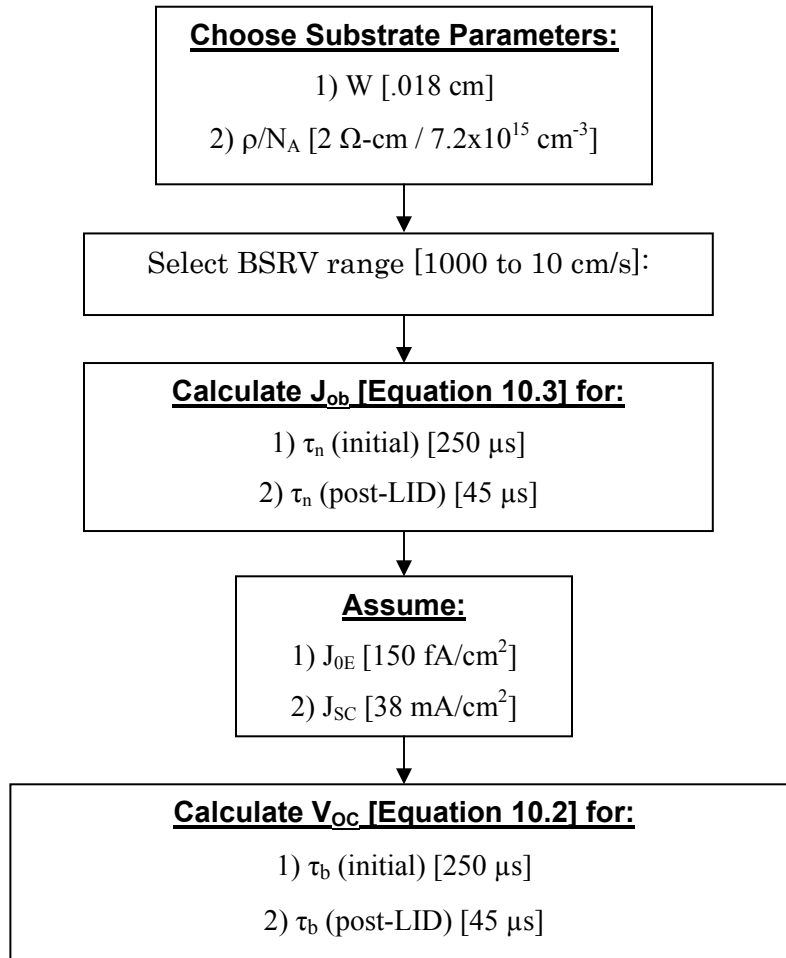 Choose Substrate Parameters:
1) W [.018 cm]
2) ρ/N_A [2 Ω-cm / 7.2x10^15 cm^-3]
Select BSRV range [1000 to 10 cm/s]:
Calculate J_ob [Equation 10.3] for:
1) τ_n (initial) [250 µs]
2) τ_n (post-LID) [45 µs]
Assume:
1) J_0E [150 fA/cm^2]
2) J_SC [38 mA/cm^2]
Calculate V_OC [Equation 10.2] for:
1) τ_b (initial) [250 µs]
2) τ_b (post-LID) [45 µs]